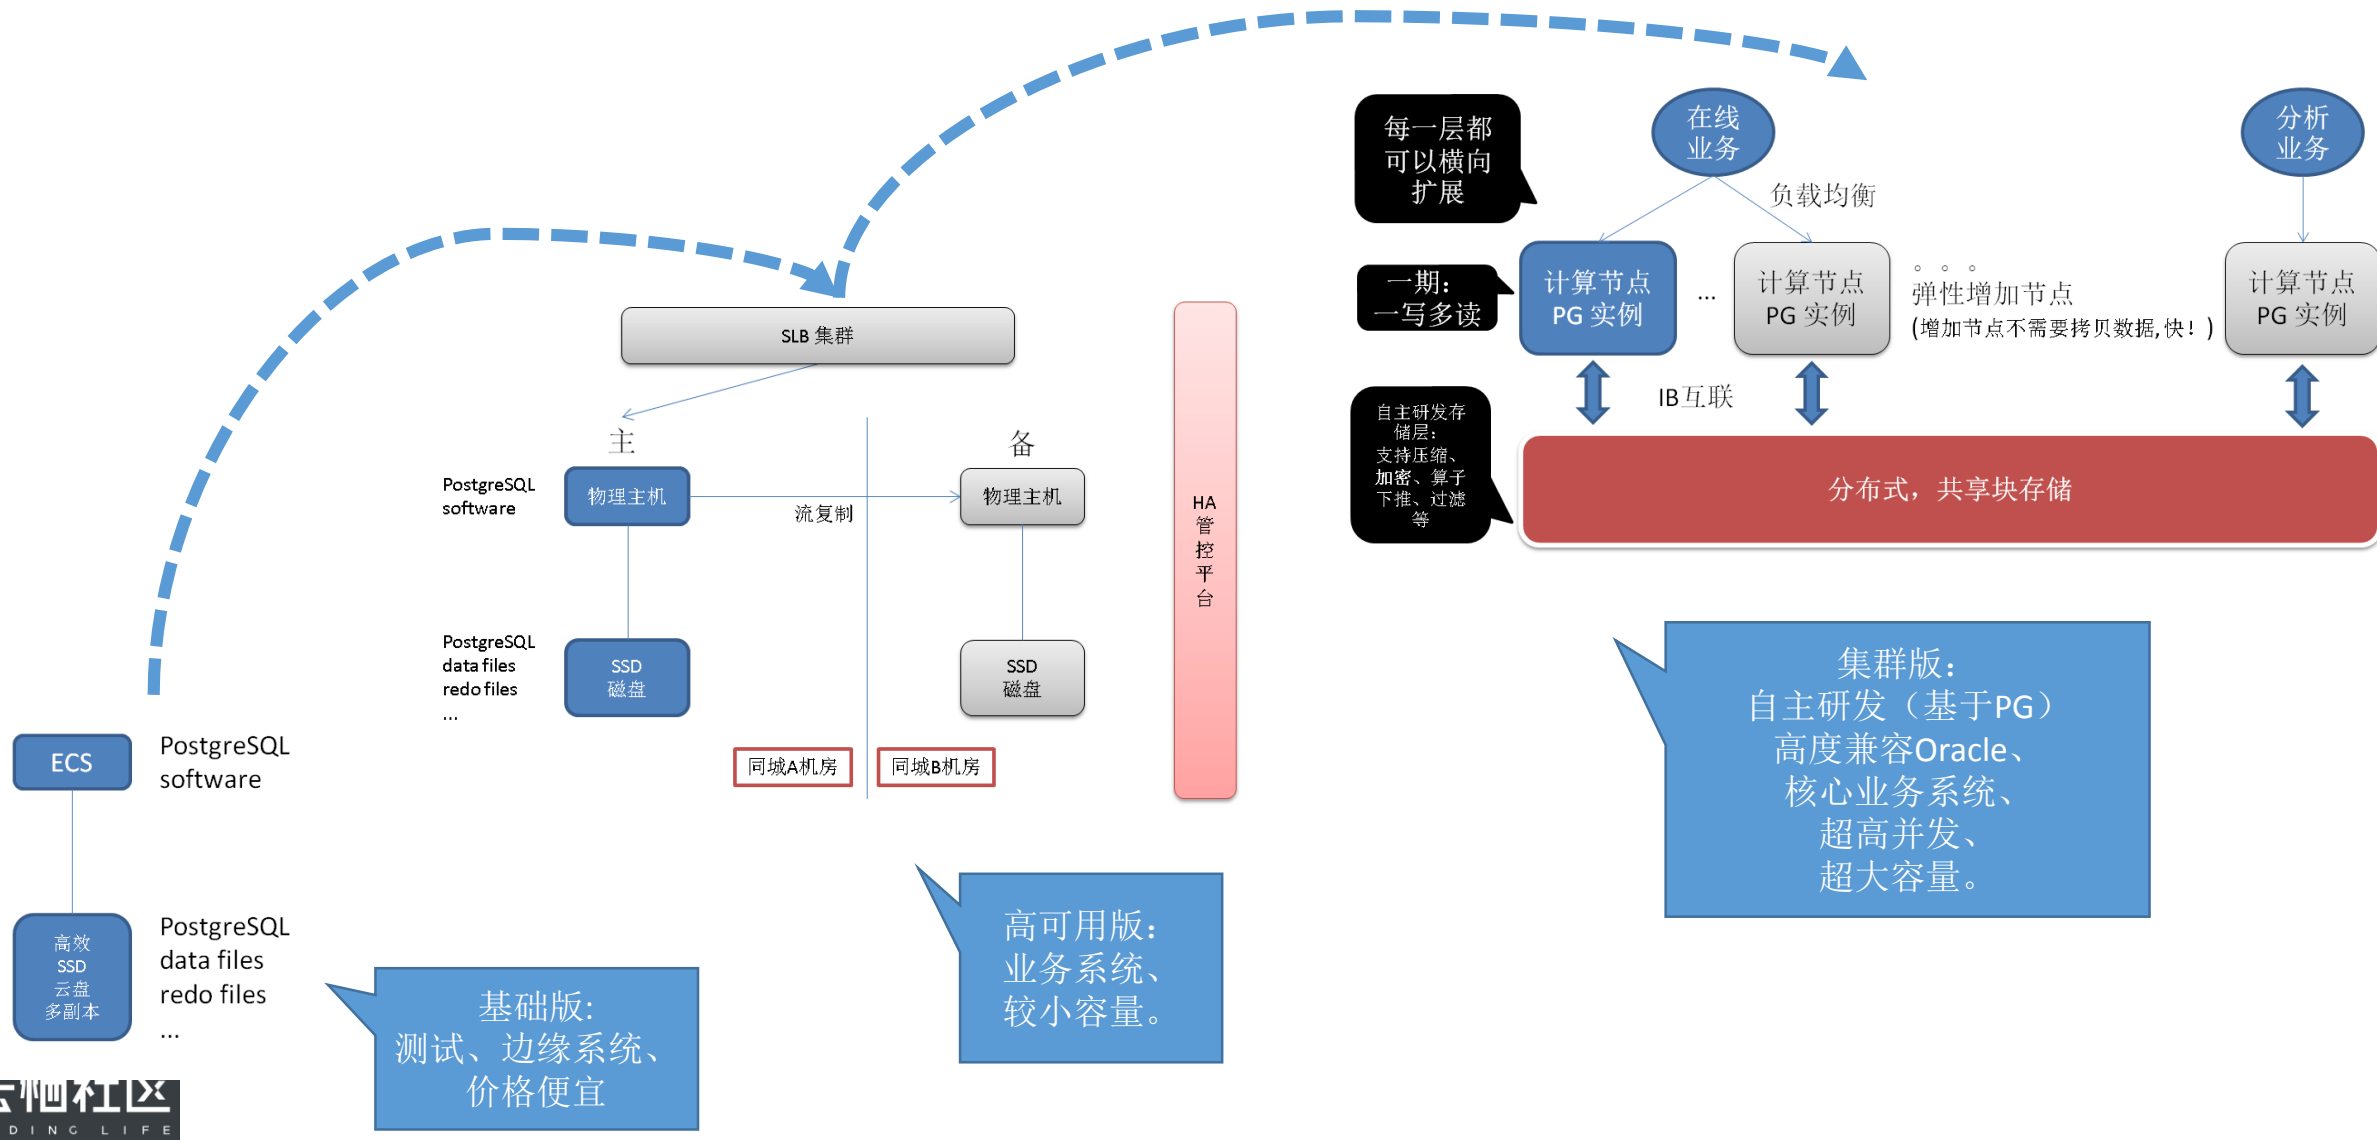 ECS
PostgreSQL
software
高效
SSD
云盘
多副本
PostgreSQL
data files
redo files
...
基础版:
测试、边缘系统、
价格便宜
SLB 集群
主
备
PostgreSQL
software
物理主机
流复制
物理主机
PostgreSQL
data files
redo files
...
SSD
磁盘
SSD
磁盘
同城A机房
同城B机房
HA
管
控
平
台
高可用版：
业务系统、
较小容量。
每一层都
可以横向
扩展
在线
业务
分析
业务
负载均衡
一期：
一写多读
计算节点
PG 实例
...
计算节点
PG 实例
。。。
弹性增加节点
(增加节点不需要拷贝数据,快！)
计算节点
PG 实例
IB互联
自主研发存
储层：
支持压缩、
加密、算子
下推、过滤
等
分布式，共享块存储
集群版：
自主研发（基于PG）
高度兼容Oracle、
核心业务系统、
超高并发、
超大容量。
栖社区
DING LIFE